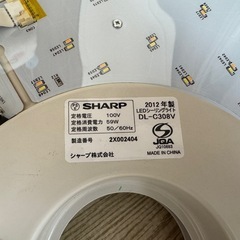 SHARP
2012年製
LEDシーリングライト
DL-C308V
定格電圧 100V
定格消費電力 59W
定格周波数 50/60Hz
製造番号 2X002404
シャープ株式会社
JQA
MADE IN CHINA